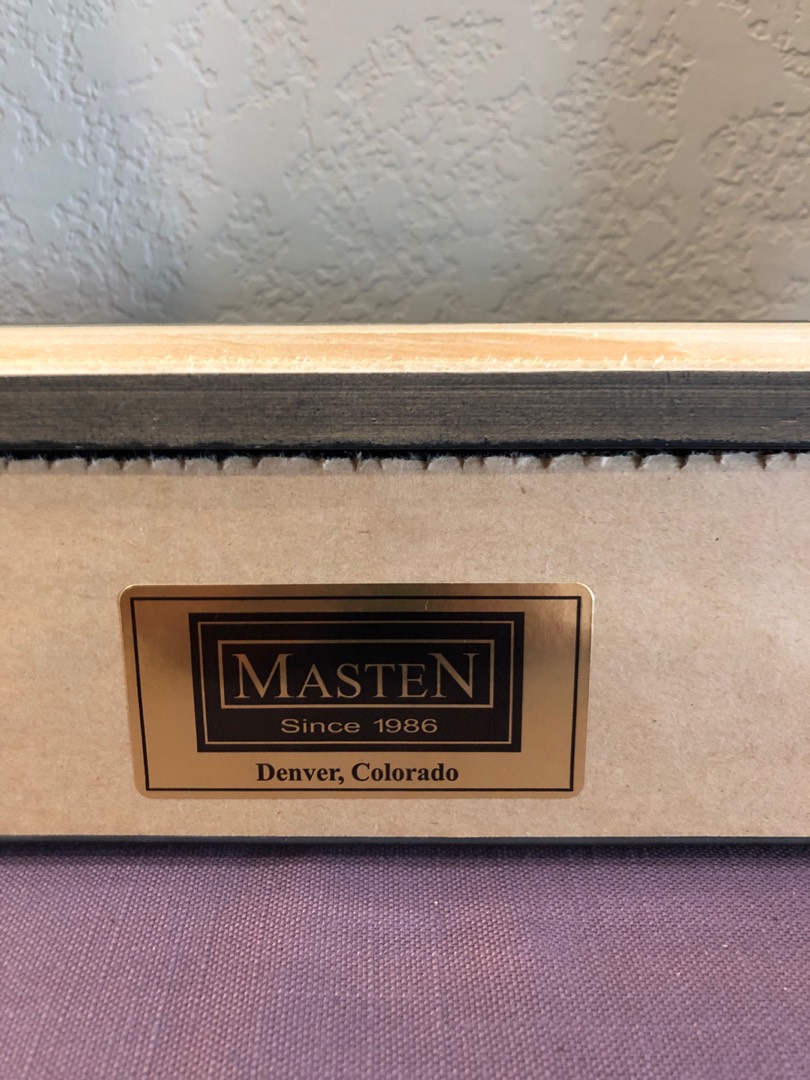 MASTEN
Since 1986
Denver, Colorado